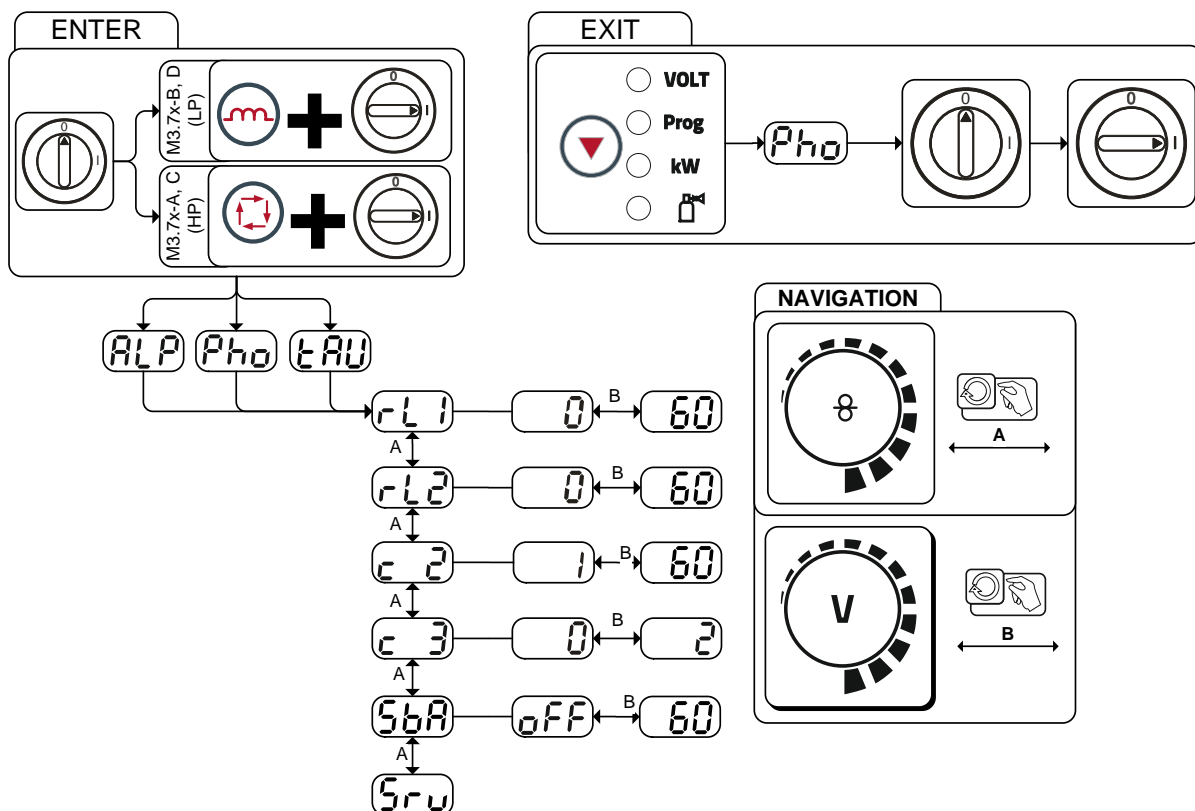 ENTER
0
I
M3.7x-B, D
(LP)
0
I
M3.7x-A, C
(HP)
0
I
EXIT
VOLT
Prog
kW
Pho
0
I
0
I
ALP
Pho
tAU
rL1
0
B
60
A
rL2
0
B
60
A
c 2
1
B
60
A
c 3
0
B
2
A
SbA
oFF
B
60
A
Srv
NAVIGATION
A
V
B